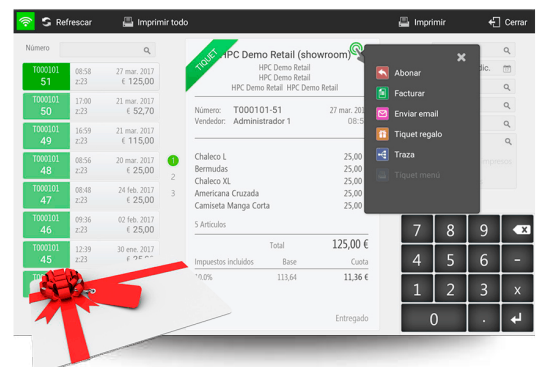 Refrescar
Imprimir todo
Imprimir
Cerrar
Número
T000101
51
08:58
z:23
27 mar. 2017
€ 125,00
T000101
50
17:00
z:23
21 mar. 2017
€ 52,70
T000101
49
16:59
z:23
21 mar. 2017
€ 115,00
T000101
48
08:56
z:23
20 mar. 2017
€ 25,00
T000101
47
08:48
z:23
24 feb. 2017
€ 25,00
T000101
46
09:36
z:23
02 feb. 2017
€ 25,00
T000101
45
12:39
z:23
30 ene. 2017
1
2
3
TIQUET
HPC Demo Retail (showroom)
HPC Demo Retail
HPC Demo Retail
HPC Demo Retail HPC Demo Retail
Número: T000101-51
27 mar.
Vendedor: Administrador 1
Chaleco L 25,00
Bermudas 25,00
Chaleco XL 25,00
Americana Cruzada 25,00
Camiseta Manga Corta 25,00
5 Artículos
Total 125,00 €
Impuestos incluidos Base Cuota
10.0% 113,64 11,36 €
Entregado
Abonar
Facturar
Enviar email
Tiquet regalo
Traza
Tiquet menú
dic.
7 8 9 x
4 5 6 -
1 2 3 x
0 .